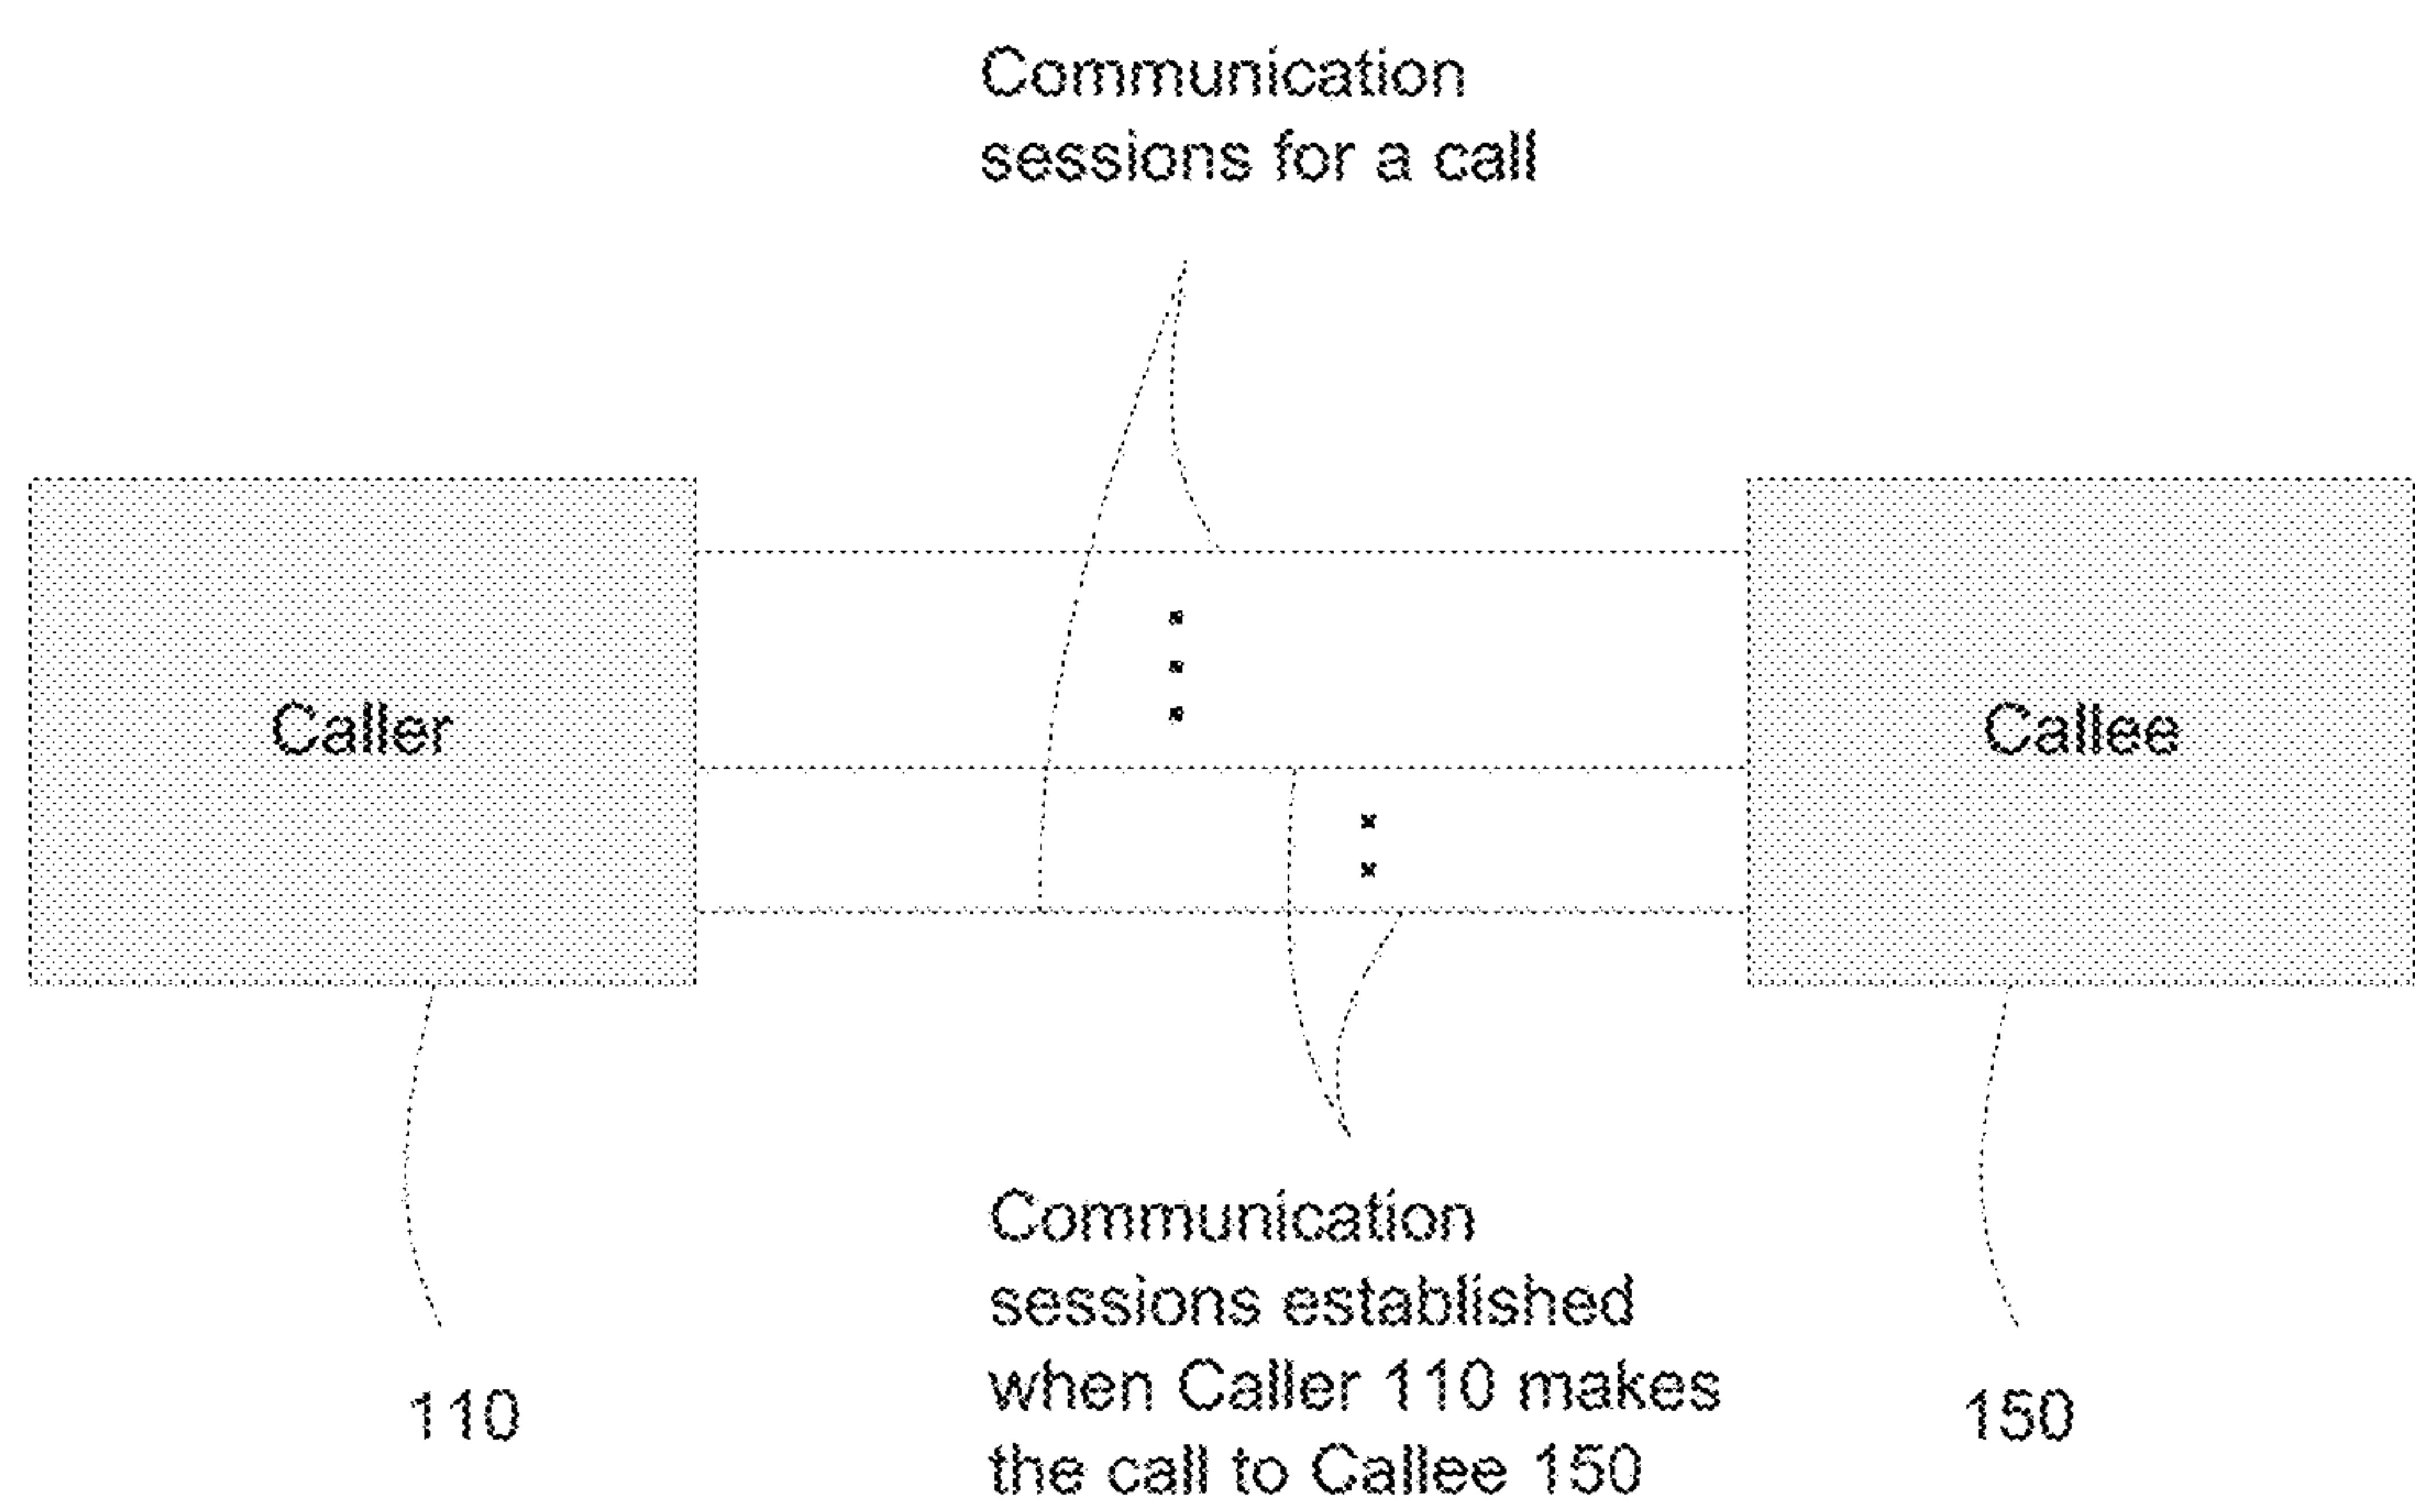 Communication
sessions for a call
Caller
Callee
110
Communication
sessions established
when Caller 110 makes
the call to Callee 150
150